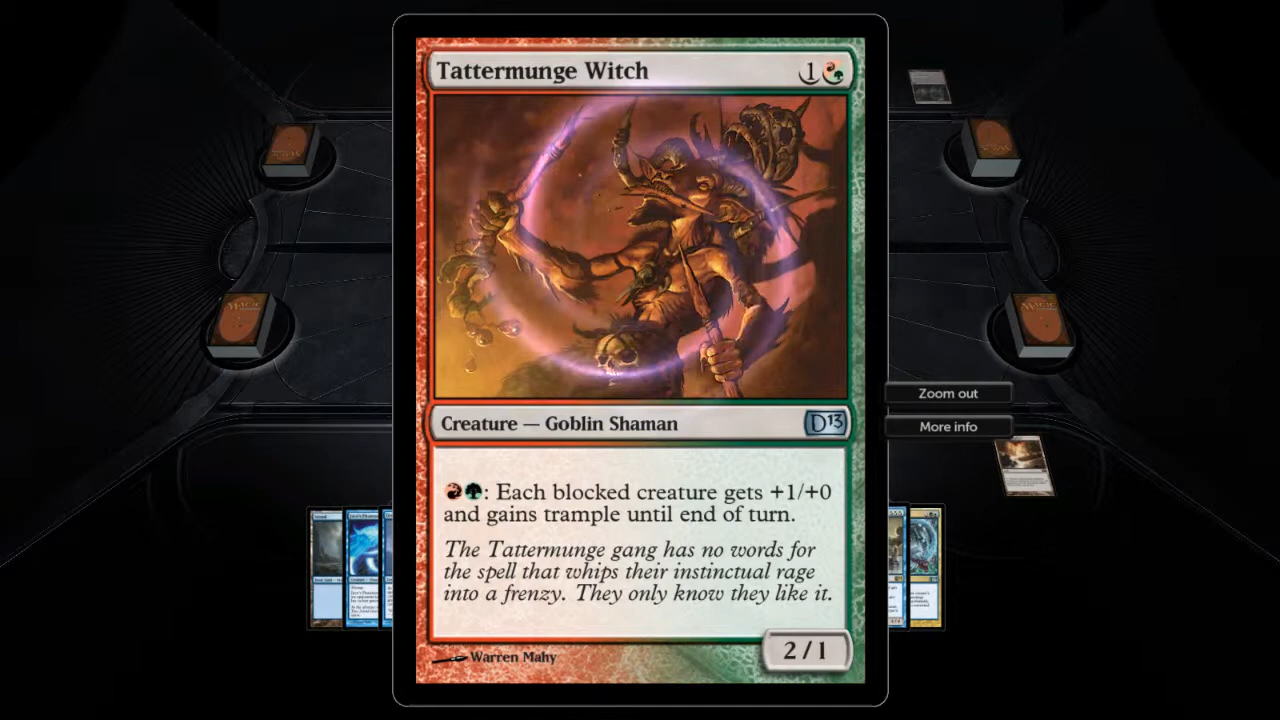 Tattermunge Witch 1
Zoom out
More info
Creature — Goblin Shaman D13
: Each blocked creature gets +1/+0
and gains trample until end of turn.
The Tattermunge gang has no words for
the spell that whips their instinctual rage
into a frenzy. They only know they like it.
2/1
Warren Mahy